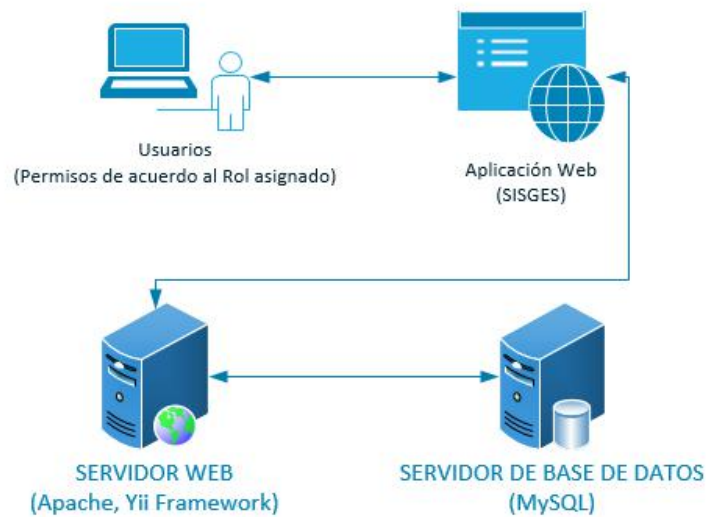 Usuarios
(Permisos de acuerdo al Rol asignado)
Aplicación Web
(SISGES)
SERVIDOR WEB
(Apache, Yii Framework)
SERVIDOR DE BASE DE DATOS
(MySQL)